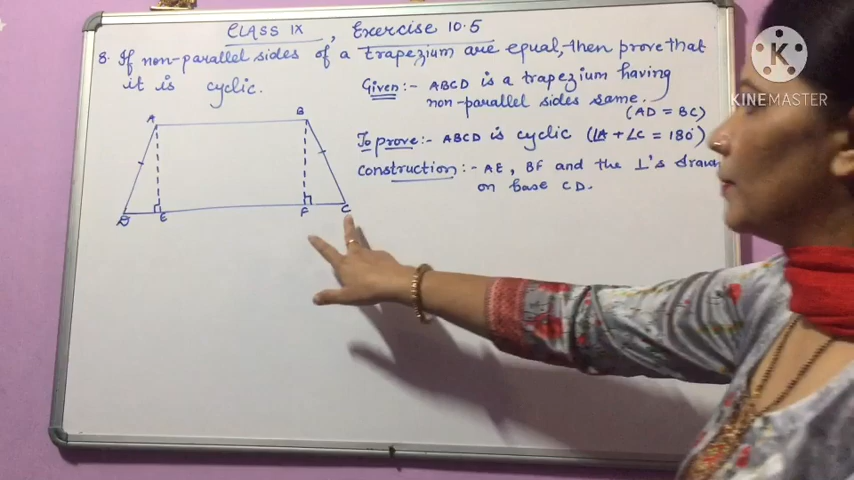 CLASS IX, Exercise 10.5
8. If non-parallel sides of a trapezium are equal, then prove that
it is cyclic.
Given:- ABCD is a trapezium having
non-parallel sides same.
(AD = BC)
To prove:- ABCD is cyclic (∠A + ∠C = 180°)
Construction:- AE, BF and the ⊥'s drawn
on base CD.
A B
D E F C
K
KINEMASTER